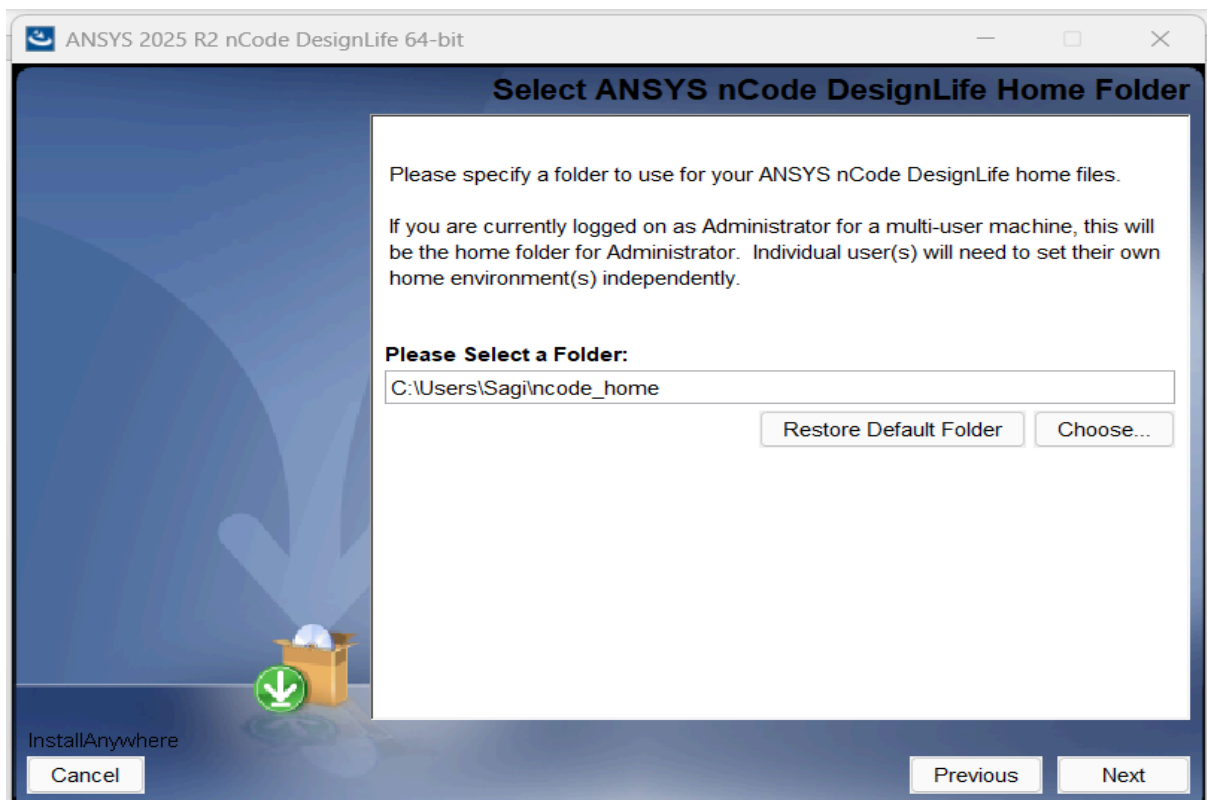 ANSYS 2025 R2 nCode DesignLife 64-bit
Select ANSYS nCode DesignLife Home Folder
Please specify a folder to use for your ANSYS nCode DesignLife home files.
If you are currently logged on as Administrator for a multi-user machine, this will
be the home folder for Administrator.  Individual user(s) will need to set their own
home environment(s) independently.
Please Select a Folder:
C:\Users\Sagi\ncode_home
Restore Default Folder
Choose...
InstallAnywhere
Cancel
Previous
Next